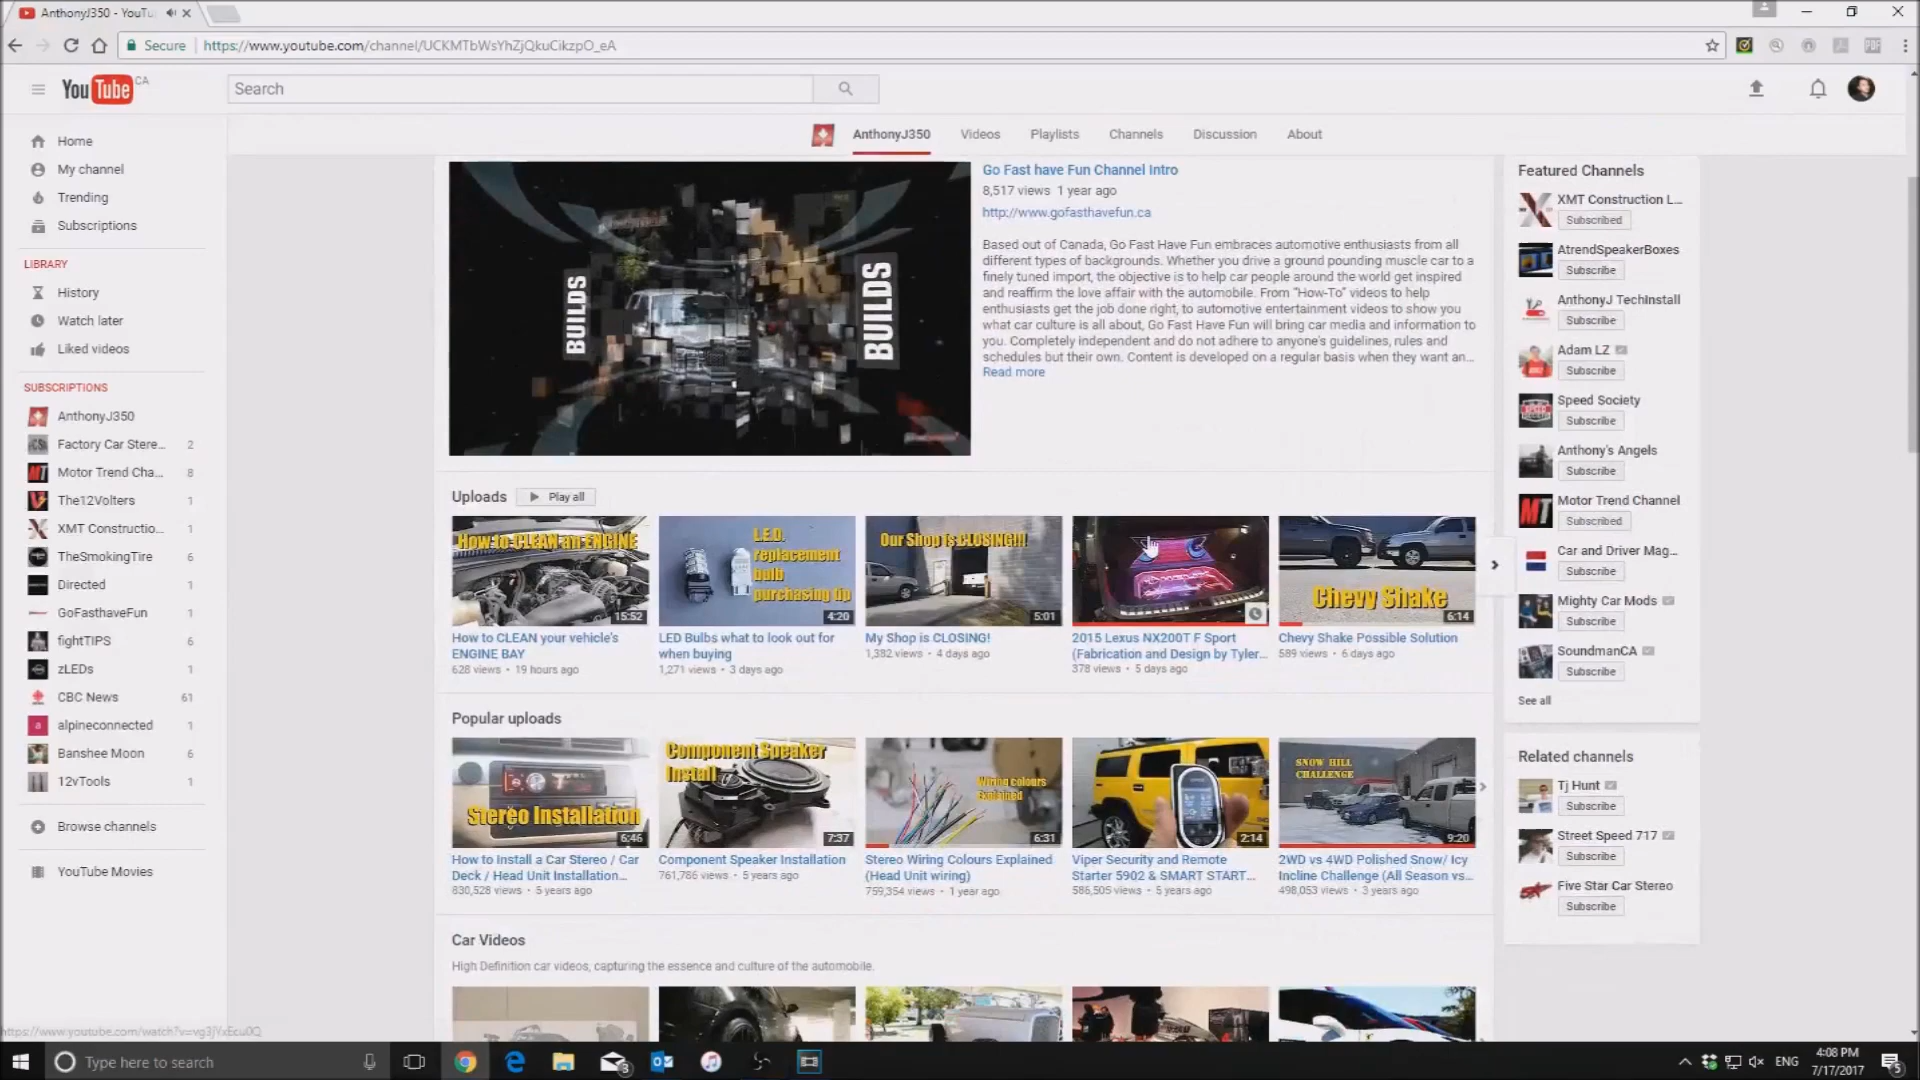 AnthonyJ350 - YouTu
Secure
https://www.youtube.com/channel/UCKMTbWsYhZjQkuCikzpO_eA
YouTube CA
Search
Home
My channel
Trending
Subscriptions
LIBRARY
History
Watch later
Liked videos
SUBSCRIPTIONS
AnthonyJ350
Factory Car Stere... 2
Motor Trend Cha... 8
The12Volters 1
XMT Constructio... 1
TheSmokingTire 6
Directed 1
GoFasthaveFun 1
fightTIPS 6
zLEDs 1
CBC News 61
alpineconnected 1
Banshee Moon 6
12vTools 1
Browse channels
YouTube Movies
AnthonyJ350 Videos Playlists Channels Discussion About
BUILDS
BUILDS
Go Fast have Fun Channel Intro
8,517 views 1 year ago
http://www.gofasthavefun.ca
Based out of Canada, Go Fast Have Fun embraces automotive enthusiasts from all
different types of backgrounds. Whether you drive a ground pounding muscle car to a
finely tuned import, the objective is to help car people around the world get inspired
and reaffirm the love affair with the automobile. From "How-To" videos to help
enthusiasts get the job done right, to automotive entertainment videos to show you
what car culture is all about, Go Fast Have Fun will bring car media and information to
you. Completely independent and do not adhere to anyone's guidelines, rules and
schedules but their own. Content is developed on a regular basis when they want an...
Read more
Uploads
Play all
How to CLEAN an ENGINE
15:52
How to CLEAN your vehicle's
ENGINE BAY
628 views • 19 hours ago
L.E.D.
replacement
bulb
purchasing tip
4:20
LED Bulbs what to look out for
when buying
1,271 views • 3 days ago
Our Shop is CLOSING!!!
5:01
My Shop is CLOSING!
1,382 views • 4 days ago
2015 Lexus NX200T F Sport
(Fabrication and Design by Tyler...
378 views • 5 days ago
Chevy Shake
6:14
Chevy Shake Possible Solution
589 views • 6 days ago
Popular uploads
Stereo Installation
6:46
How to Install a Car Stereo / Car
Deck / Head Unit Installation...
830,528 views • 5 years ago
Component Speaker
Install
7:37
Component Speaker Installation
761,786 views • 5 years ago
Wiring colours
Explained
6:31
Stereo Wiring Colours Explained
(Head Unit wiring)
759,354 views • 1 year ago
2:14
Viper Security and Remote
Starter 5902 & SMART START...
586,505 views • 5 years ago
SNOW HILL
CHALLENGE
9:20
2WD vs 4WD Polished Snow/ Icy
Incline Challenge (All Season vs...
498,053 views • 3 years ago
Car Videos
High Definition car videos, capturing the essence and culture of the automobile.
Featured Channels
XMT Construction L...
Subscribed
AtrendSpeakerBoxes
Subscribe
AnthonyJ TechInstall
Subscribe
Adam LZ
Subscribe
Speed Society
Subscribe
Anthony's Angels
Subscribe
Motor Trend Channel
Subscribed
Car and Driver Mag...
Subscribe
Mighty Car Mods
Subscribe
SoundmanCA
Subscribe
See all
Related channels
Tj Hunt
Subscribe
Street Speed 717
Subscribe
Five Star Car Stereo
Subscribe
https://www.youtube.com/watch?v=vg3JYxEcu0Q
Type here to search
3
ENG
4:08 PM
7/17/2017
5